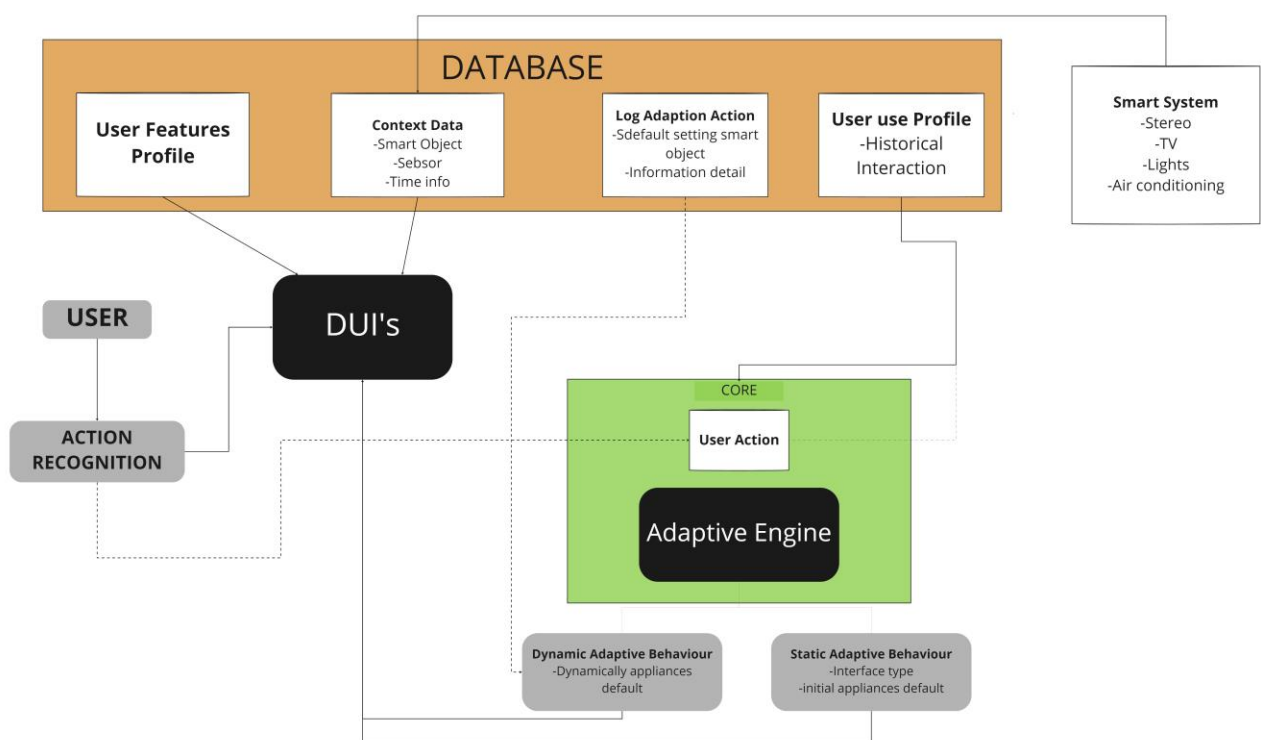 DATABASE
User Features
Profile
Context Data
-Smart Object
-Sebsor
-Time info
Log Adaption Action
-Sdefault setting smart
object
-Information detail
User use Profile
-Historical
Interaction
Smart System
-Stereo
-TV
-Lights
-Air conditioning
USER
DUI's
ACTION
RECOGNITION
CORE
User Action
Adaptive Engine
Dynamic Adaptive Behaviour
-Dynamically appliances
default
Static Adaptive Behaviour
-Interface type
-initial appliances default